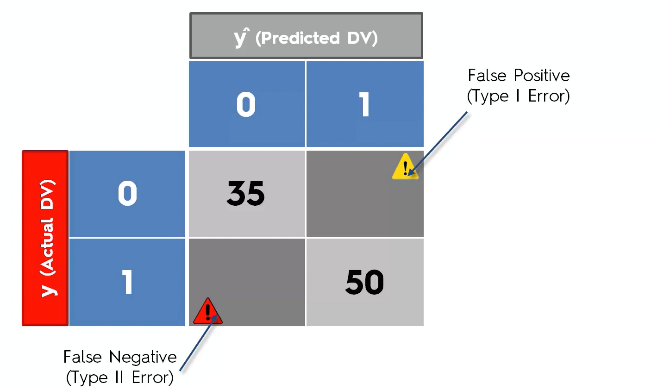 ŷ (Predicted DV)
False Positive
(Type I Error)
0 1
y (Actual DV)
0 35 !
1 ! 50
False Negative
(Type II Error)